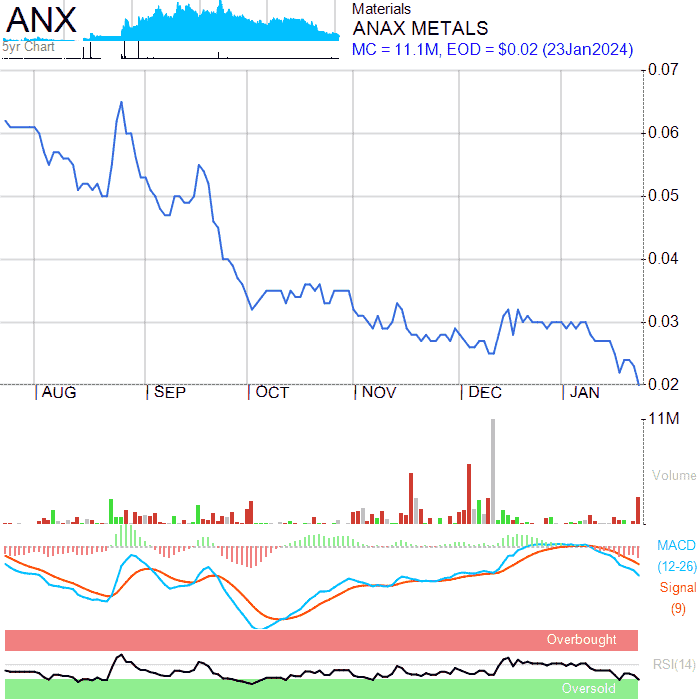 ANX
5yr Chart
Materials
ANAX METALS
MC = 11.1M, EOD = $0.02 (23Jan2024)
0.07
0.06
0.05
0.04
0.03
0.02
AUG SEP OCT NOV DEC JAN
11M
Volume
MACD
(12-26)
Signal
(9)
Overbought
RSI(14)
Oversold